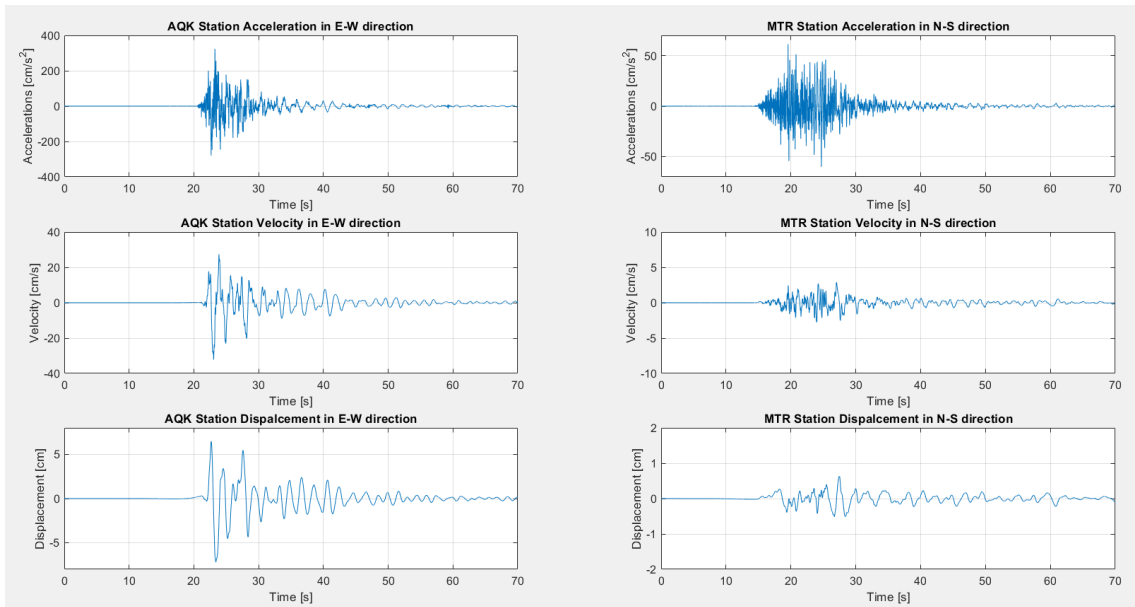 AQK Station Acceleration in E-W direction
400
200
0
-200
-400
Accelerations [cm/s²]
0 10 20 30 40 50 60 70
Time [s]
MTR Station Acceleration in N-S direction
50
0
-50
Accelerations [cm/s²]
0 10 20 30 40 50 60 70
Time [s]
AQK Station Velocity in E-W direction
40
20
0
-20
-40
Velocity [cm/s]
0 10 20 30 40 50 60 70
Time [s]
MTR Station Velocity in N-S direction
10
5
0
-5
-10
Velocity [cm/s]
0 10 20 30 40 50 60 70
Time [s]
AQK Station Dispalcement in E-W direction
5
0
-5
Displacement [cm]
0 10 20 30 40 50 60 70
Time [s]
MTR Station Dispalcement in N-S direction
2
1
0
-1
-2
Displacement [cm]
0 10 20 30 40 50 60 70
Time [s]